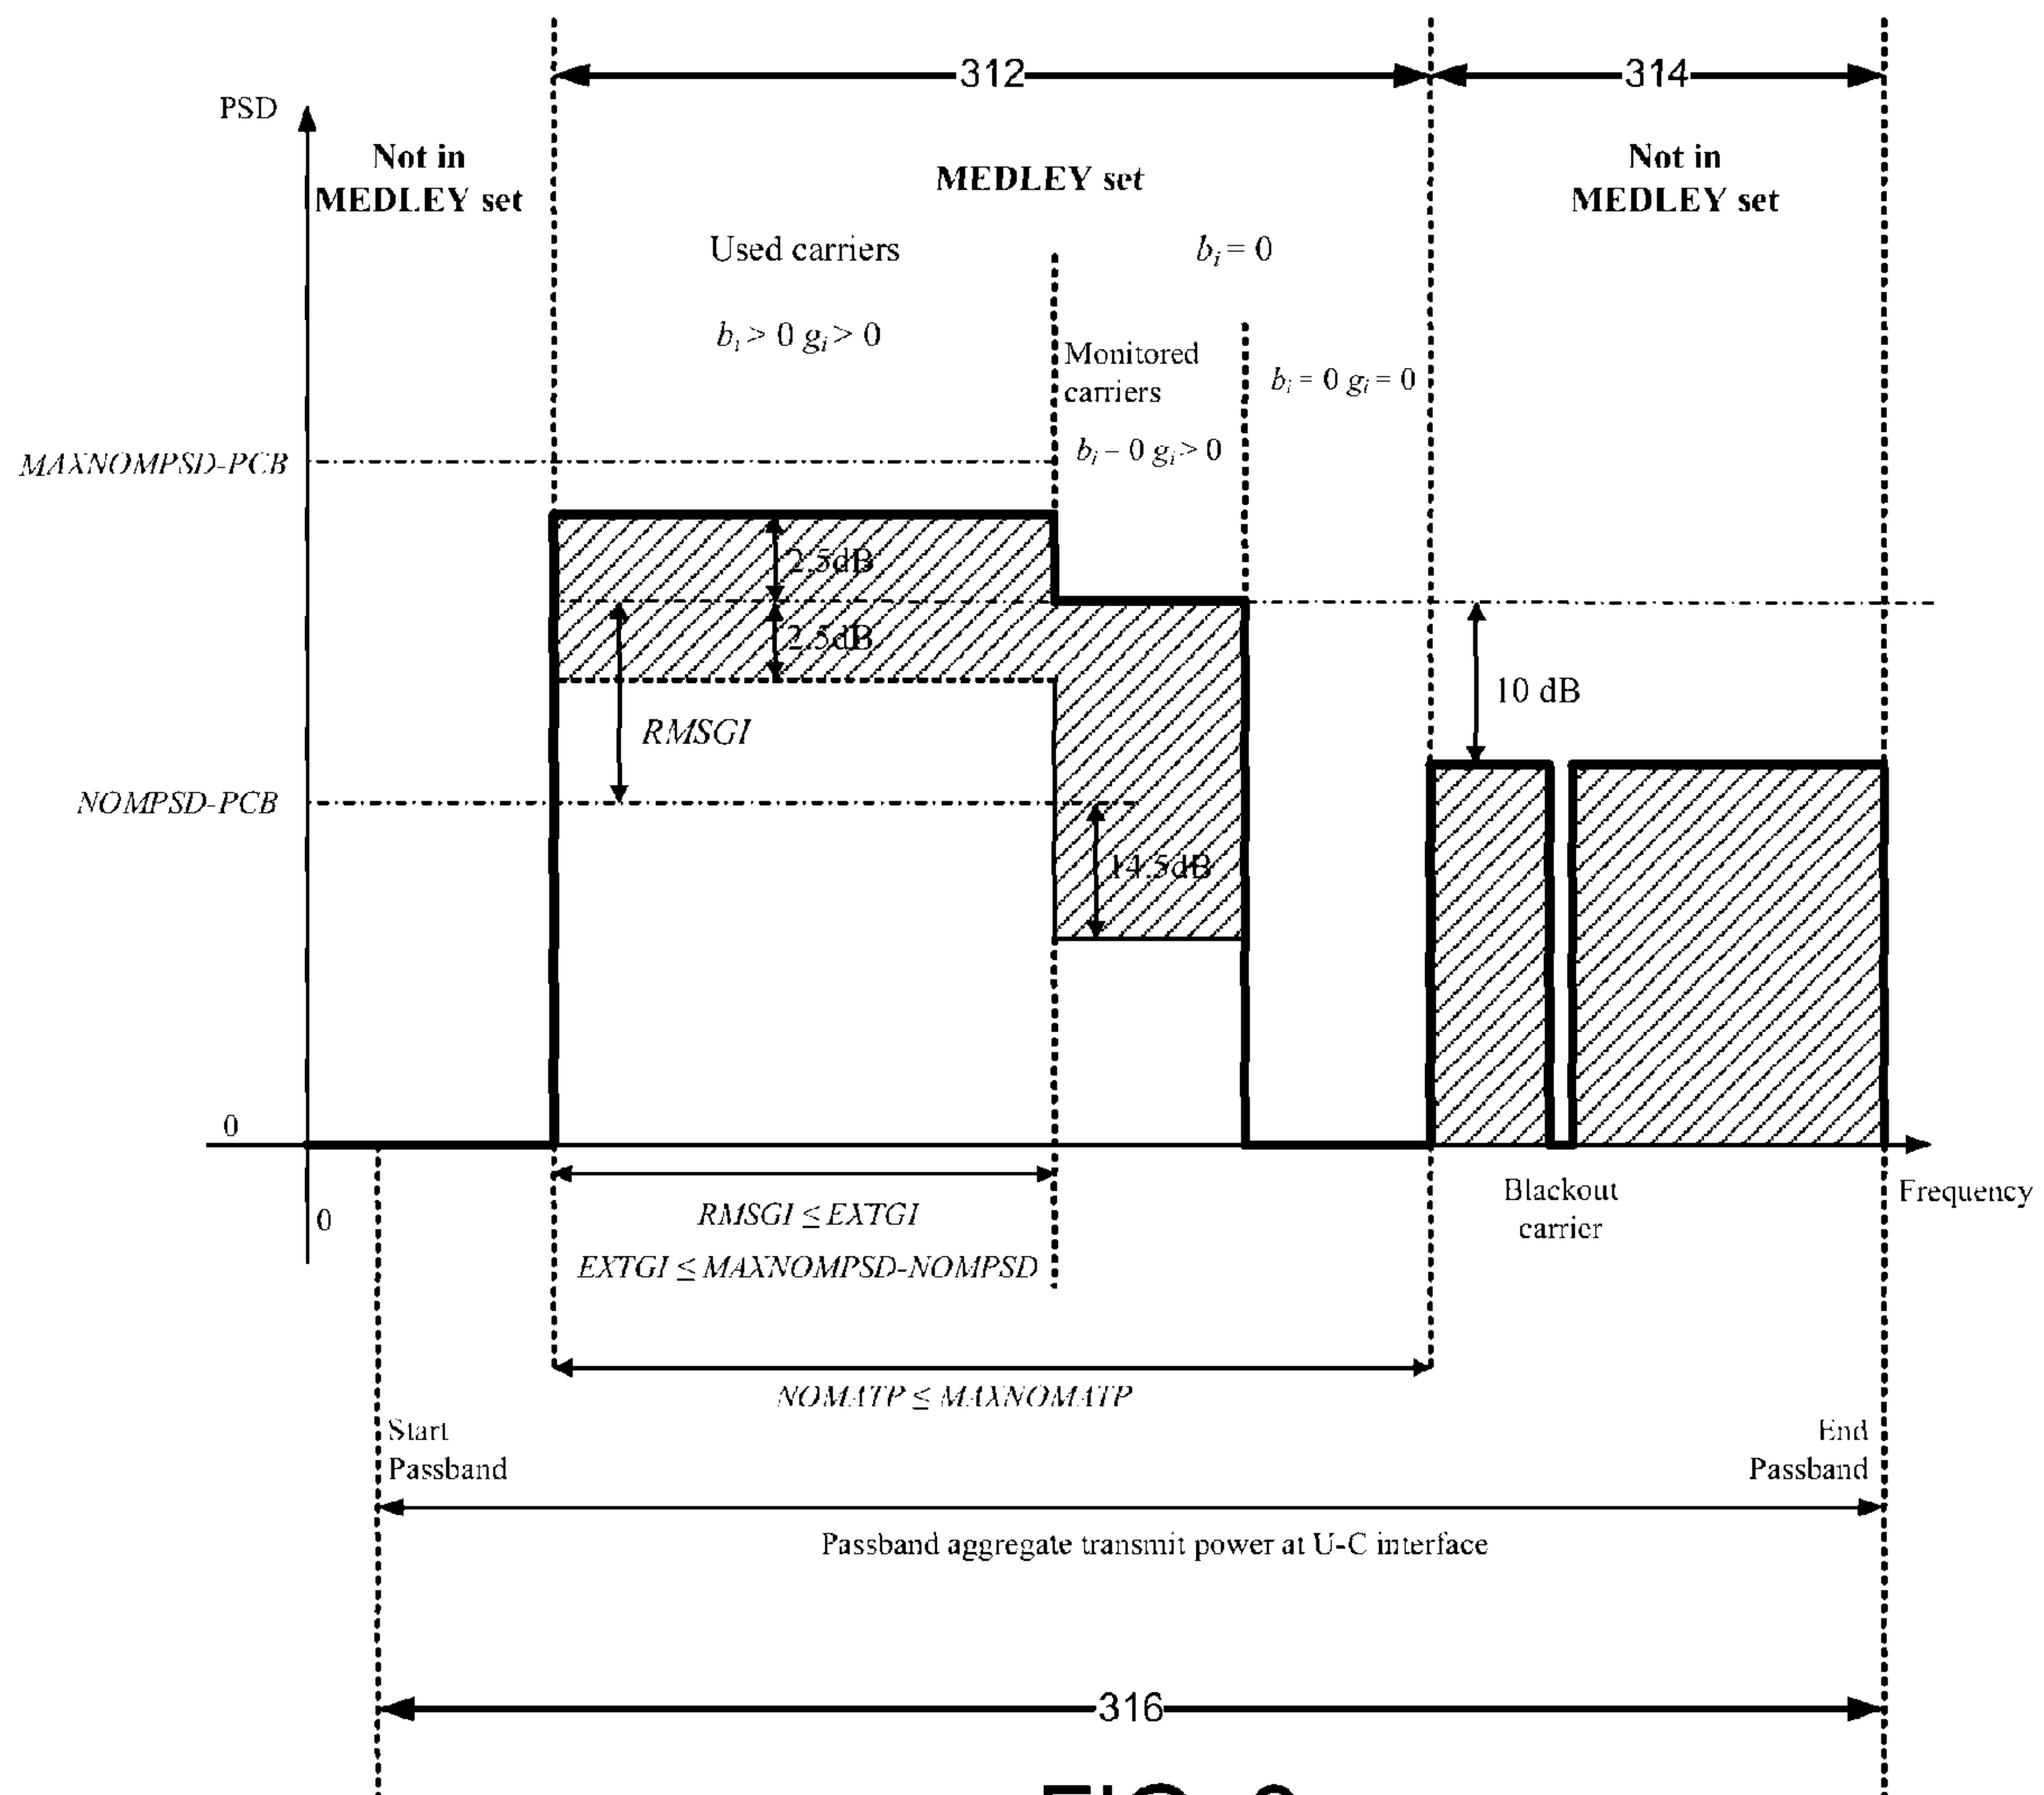 312
314
PSD
Not in
MEDLEY set
MEDLEY set
Not in
MEDLEY set
Used carriers
bᵢ = 0
bᵢ > 0 gᵢ > 0
Monitored
carriers
bᵢ = 0 gᵢ = 0
bᵢ – 0 gᵢ > 0
MAXNOMPSD-PCB
2.5dB
2.5dB
10 dB
RMSGI
NOMPSD-PCB
14.5dB
0
0
Blackout
carrier
Frequency
RMSGI ≤ EXTGI
EXTGI ≤ MAXNOMPSD-NOMPSD
NOMATP ≤ MAXNOMATP
Start
Passband
End
Passband
Passband aggregate transmit power at U-C interface
316